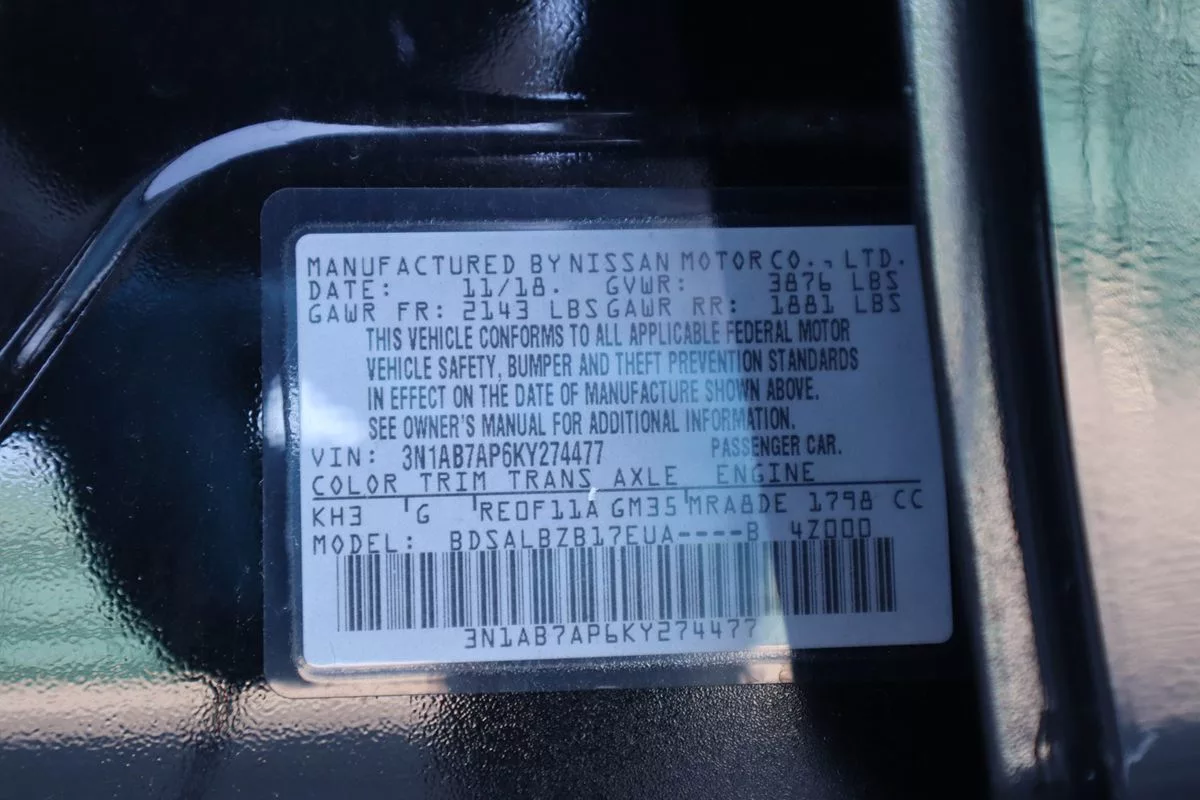 MANUFACTURED BY NISSAN MOTOR CO., LTD.
DATE: 11/18. GVWR: 3876 LBS
GAWR FR: 2143 LBS GAWR RR: 1881 LBS
THIS VEHICLE CONFORMS TO ALL APPLICABLE FEDERAL MOTOR
VEHICLE SAFETY, BUMPER AND THEFT PREVENTION STANDARDS
IN EFFECT ON THE DATE OF MANUFACTURE SHOWN ABOVE.
SEE OWNER'S MANUAL FOR ADDITIONAL INFORMATION.
VIN: 3N1AB7AP6KY274477 PASSENGER CAR.
COLOR TRIM TRANS AXLE ENGINE
KH3 G RE0F11A GM35 MRA8DE 1798 CC
MODEL: BDSALBZB17EUA----B 4Z000
3N1AB7AP6KY274477